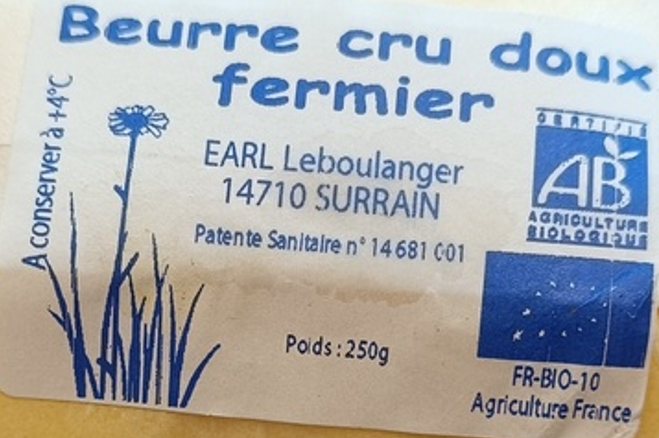 Beurre cru doux
fermier
A conserver à +4°C
EARL Leboulanger
14710 SURRAIN
Patente Sanitaire n° 14 681 001
Poids : 250g
CERTIFIÉ
AB
AGRICULTURE
BIOLOGIQUE
FR-BIO-10
Agriculture France